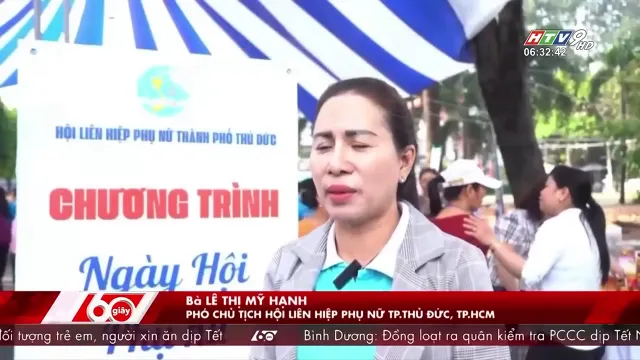 HTV9 HD
06:32:42
HỘI LIÊN HIỆP PHỤ NỮ THÀNH PHỐ THỦ ĐỨC
CHƯƠNG TRÌNH
Ngày Hội
60 giây
Bà LÊ THỊ MỸ HẠNH
PHÓ CHỦ TỊCH HỘI LIÊN HIỆP PHỤ NỮ TP.THỦ ĐỨC, TP.HCM
đối tượng trẻ em, người xin ăn dịp Tết 60 Bình Dương: Đồng loạt ra quân kiểm tra PCCC dịp Tết N